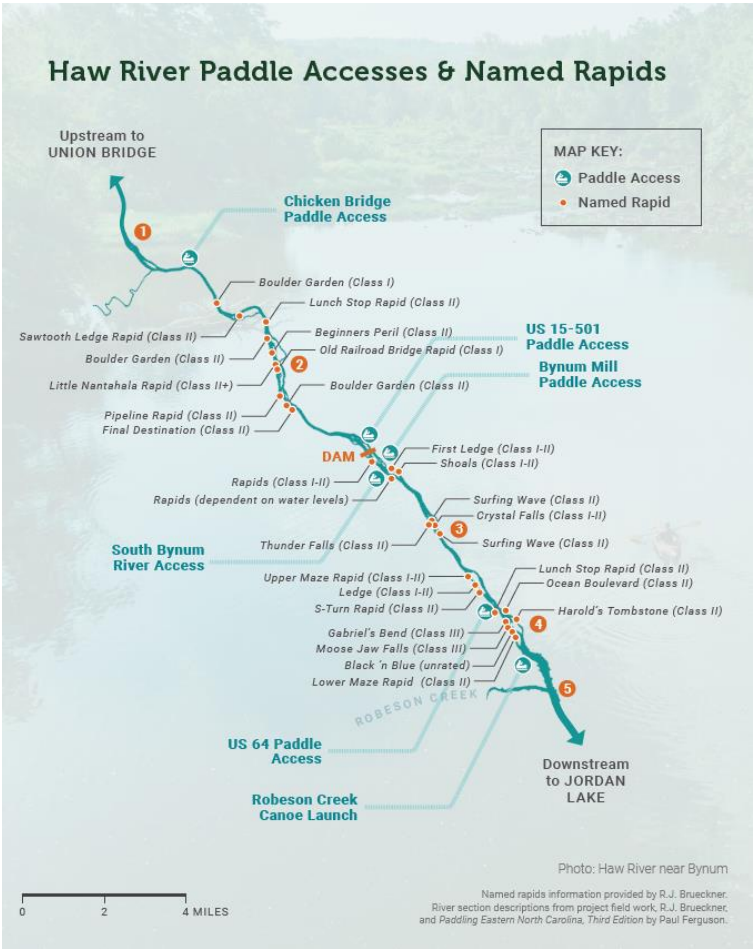 Haw River Paddle Accesses & Named Rapids
Upstream to
UNION BRIDGE
MAP KEY:
Paddle Access
Named Rapid
Chicken Bridge
Paddle Access
1
Boulder Garden (Class I)
Lunch Stop Rapid (Class II)
Sawtooth Ledge Rapid (Class II)
Beginners Peril (Class II)
US 15-501
Paddle Access
Old Railroad Bridge Rapid (Class I)
Boulder Garden (Class II)
2
Bynum Mill
Paddle Access
Little Nantahala Rapid (Class II+)
Boulder Garden (Class II)
Pipeline Rapid (Class II)
Final Destination (Class II)
DAM
First Ledge (Class I-II)
Shoals (Class I-II)
Rapids (Class I-II)
Rapids (dependent on water levels)
Surfing Wave (Class II)
Crystal Falls (Class I-II)
3
South Bynum
River Access
Thunder Falls (Class II)
Surfing Wave (Class II)
Lunch Stop Rapid (Class II)
Upper Maze Rapid (Class I-II)
Ocean Boulevard (Class II)
Ledge (Class I-II)
S-Turn Rapid (Class II)
Harold's Tombstone (Class II)
4
Gabriel's Bend (Class III)
Moose Jaw Falls (Class III)
Black 'n Blue (unrated)
Lower Maze Rapid (Class II)
5
ROBESON CREEK
US 64 Paddle
Access
Downstream
to JORDAN
LAKE
Robeson Creek
Canoe Launch
Photo: Haw River near Bynum
Named rapids information provided by R.J. Brueckner.
River section descriptions from project field work, R.J. Brueckner,
and Paddling Eastern North Carolina, Third Edition by Paul Ferguson.
0 2 4 MILES